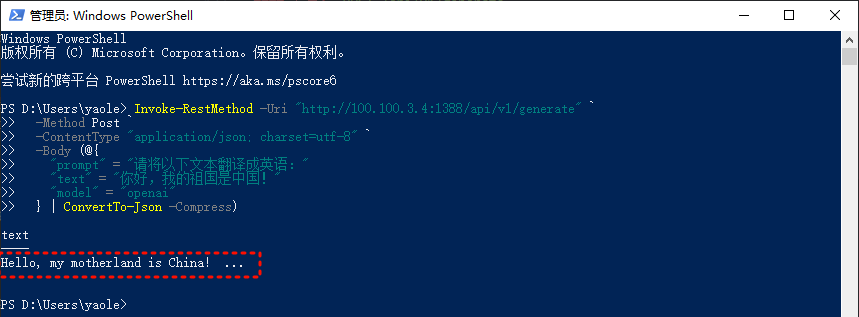 管理员: Windows PowerShell
Windows PowerShell
版权所有 (C) Microsoft Corporation。保留所有权利。
尝试新的跨平台 PowerShell https://aka.ms/pscore6
PS D:\Users\yaole> Invoke-RestMethod -Uri "http://100.100.3.4:1388/api/v1/generate" `
>>   -Method Post `
>>   -ContentType "application/json; charset=utf-8" `
>>   -Body (@{
>>     "prompt" = "请将以下文本翻译成英语："
>>     "text" = "你好，我的祖国是中国！"
>>     "model" = "openai"
>>   } | ConvertTo-Json -Compress)
text
----
Hello, my motherland is China!  ...
PS D:\Users\yaole>